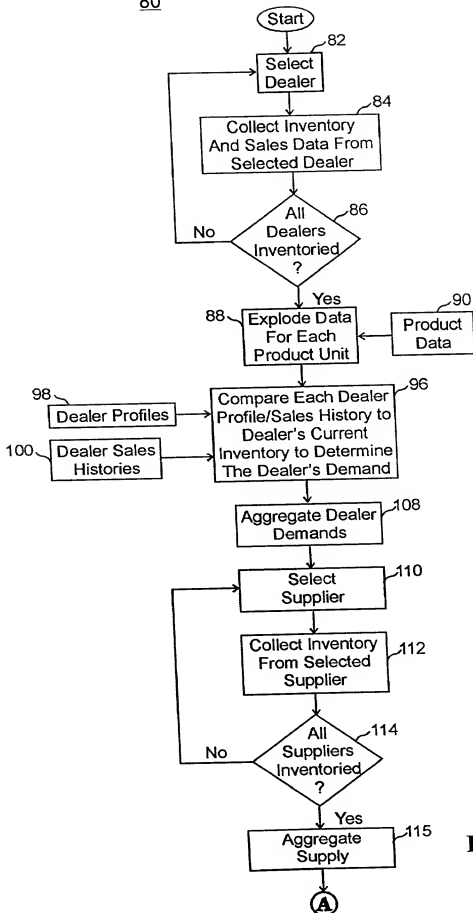 80
Start
82
Select
Dealer
84
Collect Inventory
And Sales Data From
Selected Dealer
86
All
Dealers
Inventoried
?
No
Yes
88
Explode Data
For Each
Product Unit
90
Product
Data
96
Compare Each Dealer
Profile/Sales History to
Dealer's Current
Inventory to Determine
The Dealer's Demand
98
Dealer Profiles
100
Dealer Sales
Histories
108
Aggregate Dealer
Demands
110
Select
Supplier
112
Collect Inventory
From Selected
Supplier
114
All
Suppliers
Inventoried
?
No
Yes
115
Aggregate
Supply
A